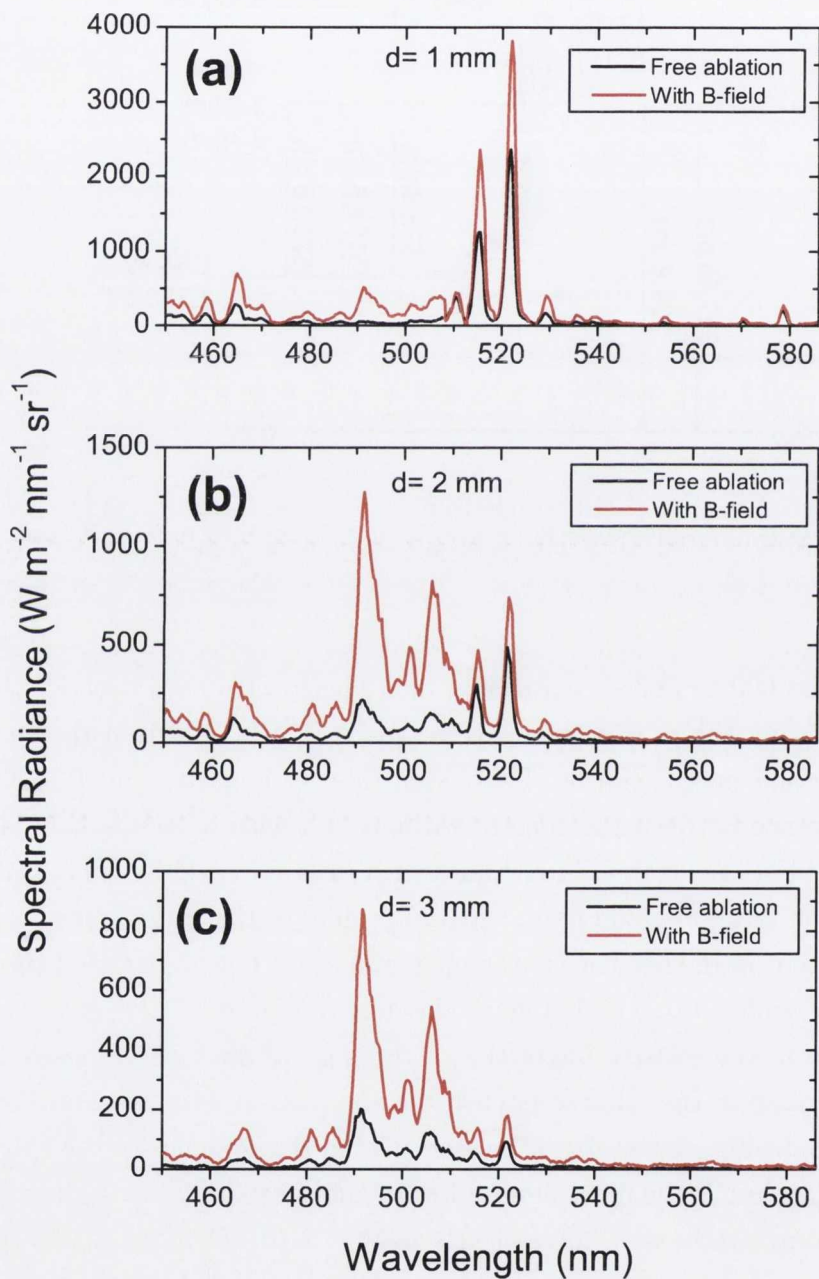 Spectral Radiance (W m⁻² nm⁻¹ sr⁻¹)
(a)
d= 1 mm
Free ablation
With B-field
4000
3000
2000
1000
0
460 480 500 520 540 560 580
(b)
d= 2 mm
Free ablation
With B-field
1500
1250
1000
750
500
250
0
460 480 500 520 540 560 580
(c)
d= 3 mm
Free ablation
With B-field
1000
800
600
400
200
0
460 480 500 520 540 560 580
Wavelength (nm)